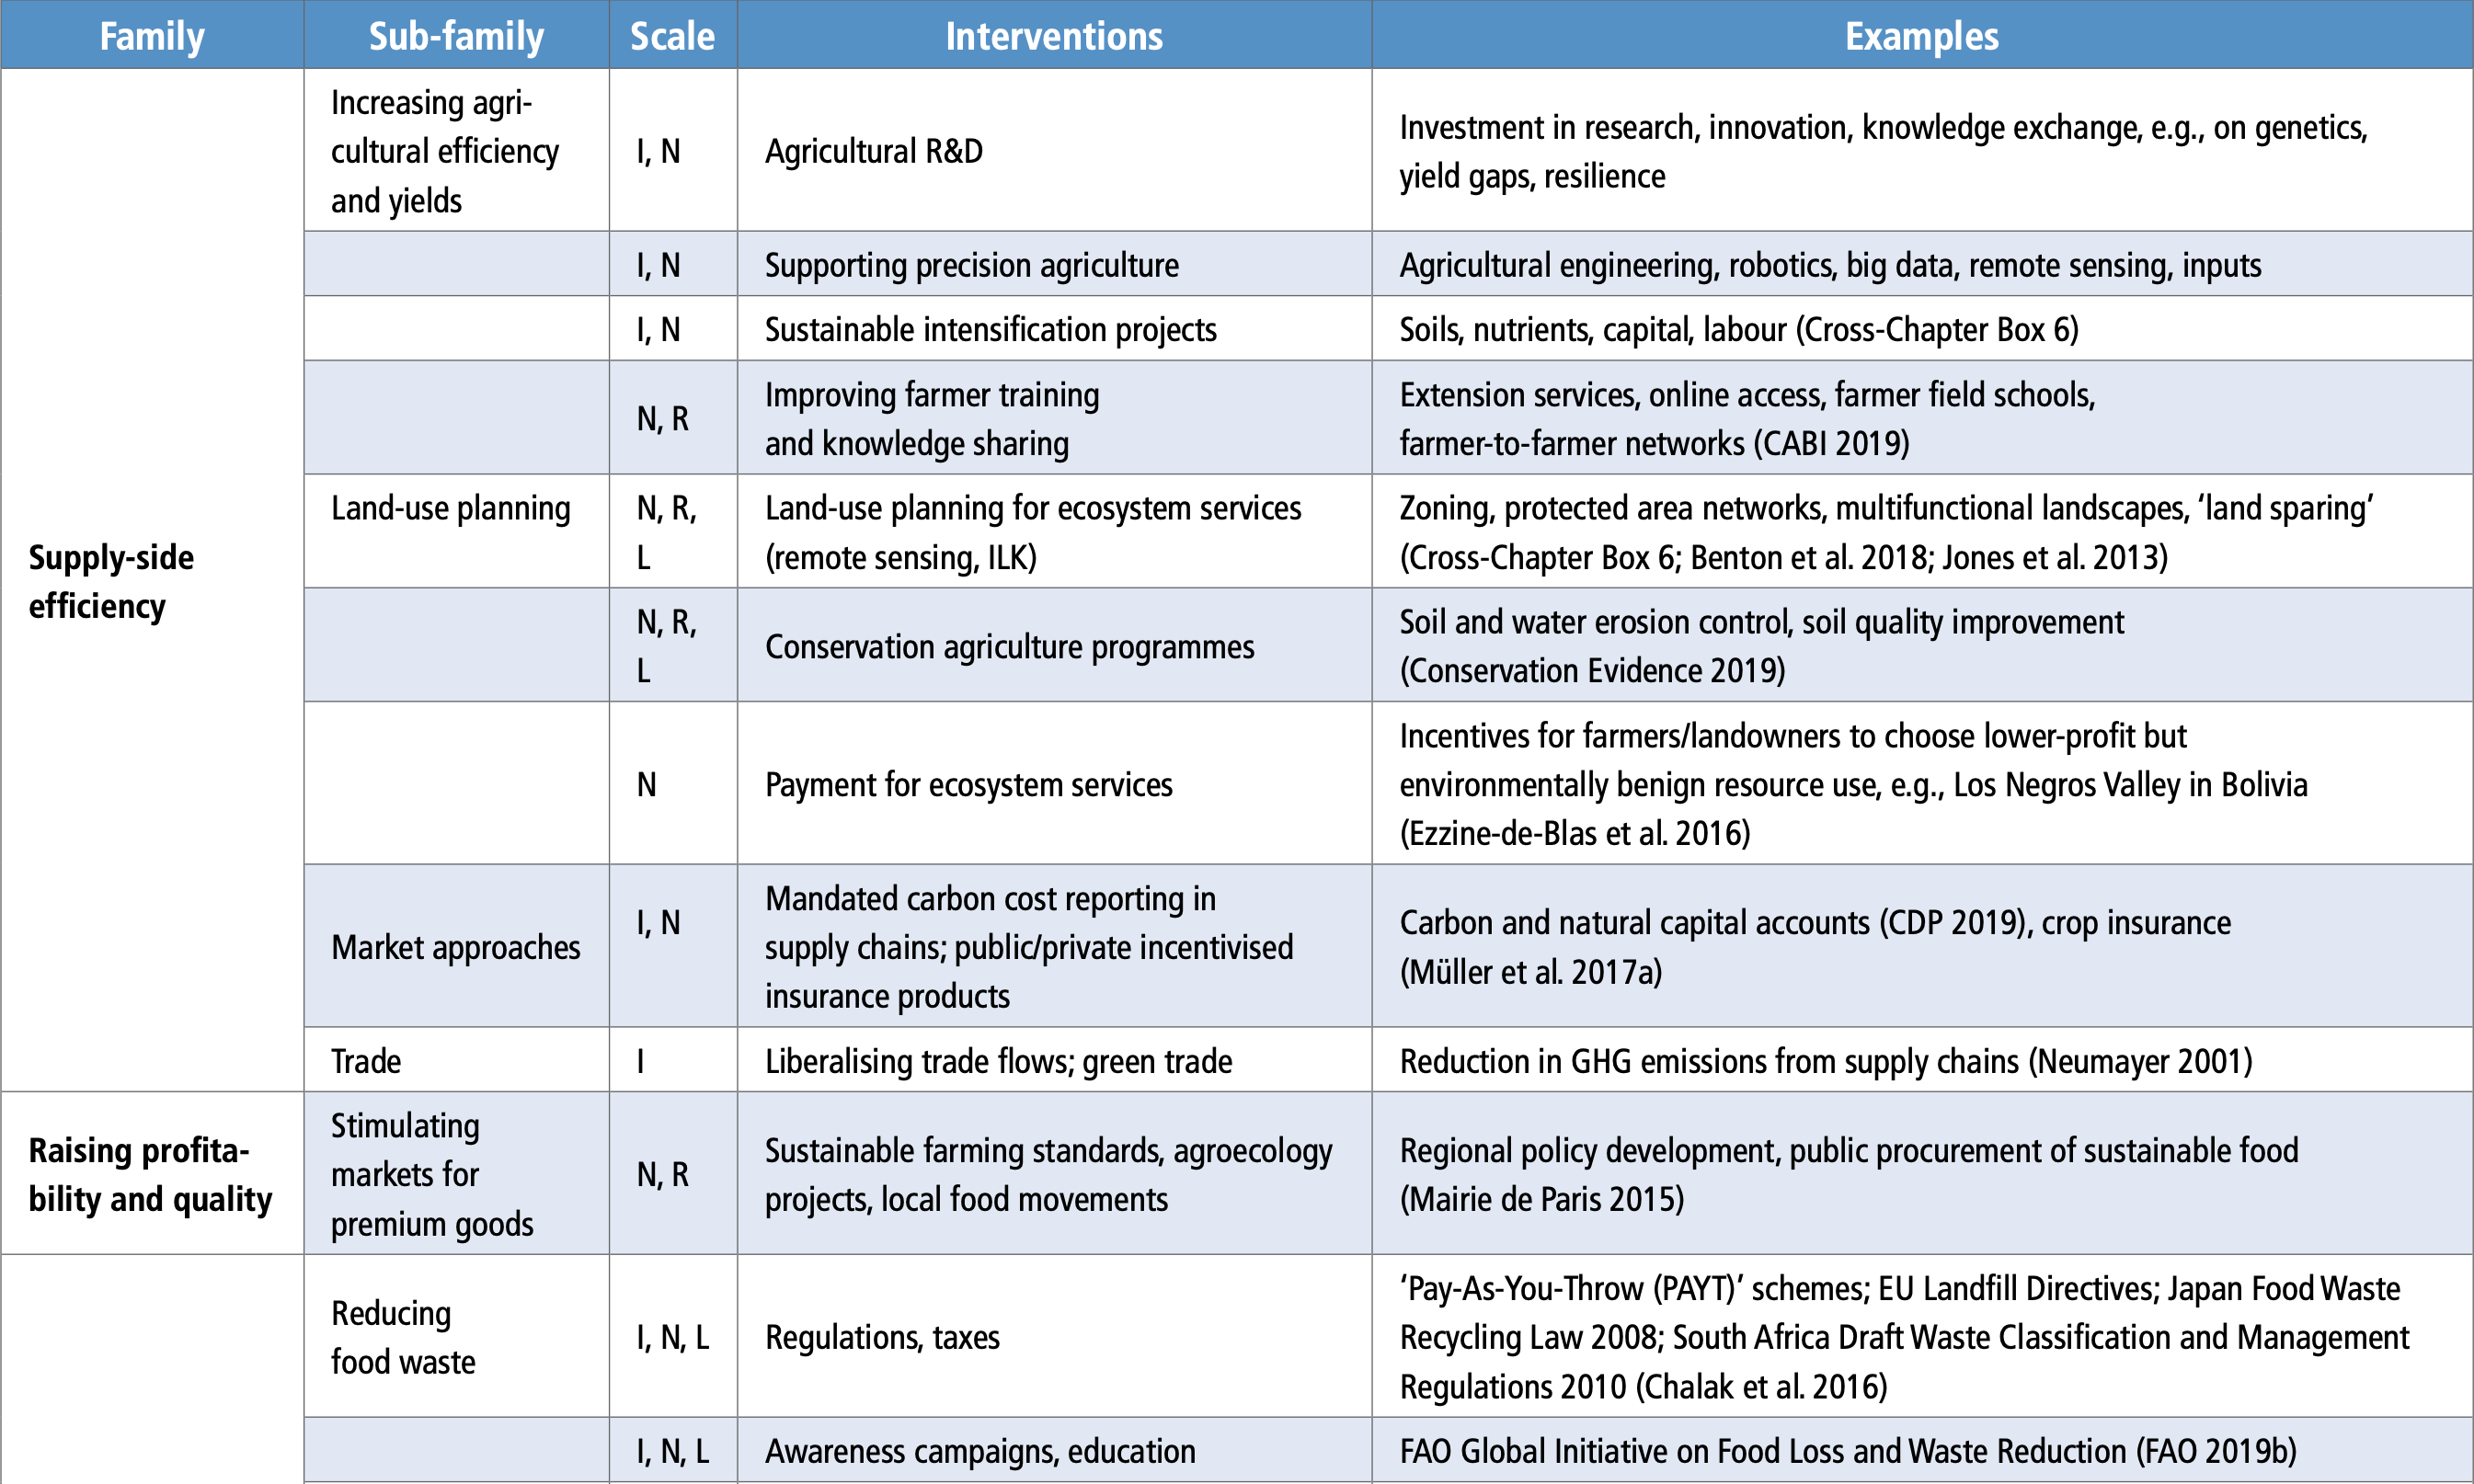 Family Sub-family Scale Interventions Examples
Supply-side
efficiency
Increasing agri-
cultural efficiency
and yields
I, N
Agricultural R&D
Investment in research, innovation, knowledge exchange, e.g., on genetics,
yield gaps, resilience
I, N
Supporting precision agriculture
Agricultural engineering, robotics, big data, remote sensing, inputs
I, N
Sustainable intensification projects
Soils, nutrients, capital, labour (Cross-Chapter Box 6)
N, R
Improving farmer training
and knowledge sharing
Extension services, online access, farmer field schools,
farmer-to-farmer networks (CABI 2019)
Land-use planning
N, R,
L
Land-use planning for ecosystem services
(remote sensing, ILK)
Zoning, protected area networks, multifunctional landscapes, ‘land sparing’
(Cross-Chapter Box 6; Benton et al. 2018; Jones et al. 2013)
N, R,
L
Conservation agriculture programmes
Soil and water erosion control, soil quality improvement
(Conservation Evidence 2019)
N
Payment for ecosystem services
Incentives for farmers/landowners to choose lower-profit but
environmentally benign resource use, e.g., Los Negros Valley in Bolivia
(Ezzine-de-Blas et al. 2016)
Market approaches
I, N
Mandated carbon cost reporting in
supply chains; public/private incentivised
insurance products
Carbon and natural capital accounts (CDP 2019), crop insurance
(Müller et al. 2017a)
Trade
I
Liberalising trade flows; green trade
Reduction in GHG emissions from supply chains (Neumayer 2001)
Raising profita-
bility and quality
Stimulating
markets for
premium goods
N, R
Sustainable farming standards, agroecology
projects, local food movements
Regional policy development, public procurement of sustainable food
(Mairie de Paris 2015)
Reducing
food waste
I, N, L
Regulations, taxes
‘Pay-As-You-Throw (PAYT)’ schemes; EU Landfill Directives; Japan Food Waste
Recycling Law 2008; South Africa Draft Waste Classification and Management
Regulations 2010 (Chalak et al. 2016)
I, N, L
Awareness campaigns, education
FAO Global Initiative on Food Loss and Waste Reduction (FAO 2019b)